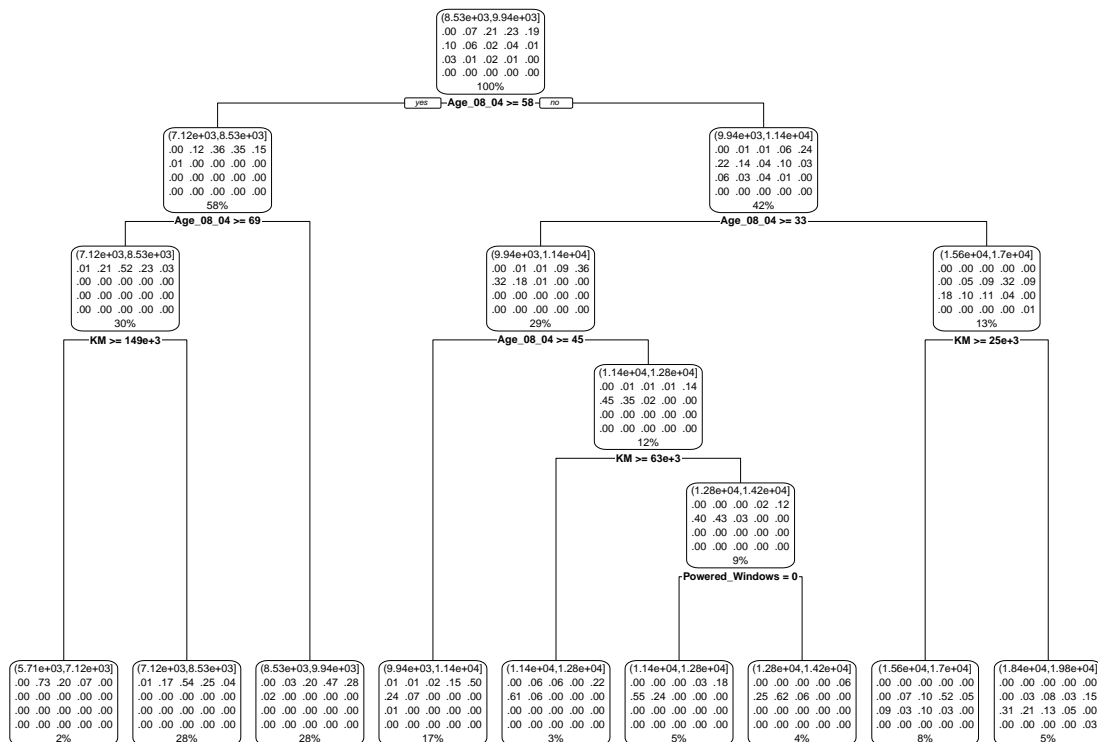 (8.53e+03,9.94e+03]
.00 .07 .21 .23 .19
.10 .06 .02 .04 .01
.03 .01 .02 .01 .00
.00 .00 .00 .00 .00
100%
yes Age_08_04 >= 58 no
(7.12e+03,8.53e+03]
.00 .12 .36 .35 .15
.01 .00 .00 .00 .00
.00 .00 .00 .00 .00
.00 .00 .00 .00 .00
58%
Age_08_04 >= 69
(9.94e+03,1.14e+04]
.00 .01 .01 .06 .24
.22 .14 .04 .10 .03
.06 .03 .04 .01 .00
.00 .00 .00 .00 .00
42%
Age_08_04 >= 33
(7.12e+03,8.53e+03]
.01 .21 .52 .23 .03
.00 .00 .00 .00 .00
.00 .00 .00 .00 .00
.00 .00 .00 .00 .00
30%
KM >= 149e+3
(9.94e+03,1.14e+04]
.00 .01 .01 .09 .36
.32 .18 .01 .00 .00
.00 .00 .00 .00 .00
.00 .00 .00 .00 .00
29%
Age_08_04 >= 45
(1.56e+04,1.7e+04]
.00 .00 .00 .00 .00
.00 .05 .09 .32 .09
.18 .10 .11 .04 .00
.00 .00 .00 .00 .01
13%
KM >= 25e+3
(1.14e+04,1.28e+04]
.00 .01 .01 .01 .14
.45 .35 .02 .00 .00
.00 .00 .00 .00 .00
.00 .00 .00 .00 .00
12%
KM >= 63e+3
(1.28e+04,1.42e+04]
.00 .00 .00 .02 .12
.40 .43 .03 .00 .00
.00 .00 .00 .00 .00
.00 .00 .00 .00 .00
9%
Powered_Windows = 0
(5.71e+03,7.12e+03]
.00 .73 .20 .07 .00
.00 .00 .00 .00 .00
.00 .00 .00 .00 .00
.00 .00 .00 .00 .00
2%
(7.12e+03,8.53e+03]
.01 .17 .54 .25 .04
.00 .00 .00 .00 .00
.00 .00 .00 .00 .00
.00 .00 .00 .00 .00
28%
(8.53e+03,9.94e+03]
.00 .03 .20 .47 .28
.02 .00 .00 .00 .00
.00 .00 .00 .00 .00
.00 .00 .00 .00 .00
28%
(9.94e+03,1.14e+04]
.01 .01 .02 .15 .50
.24 .07 .00 .00 .00
.01 .00 .00 .00 .00
.00 .00 .00 .00 .00
17%
(1.14e+04,1.28e+04]
.00 .06 .06 .00 .22
.61 .06 .00 .00 .00
.00 .00 .00 .00 .00
.00 .00 .00 .00 .00
3%
(1.14e+04,1.28e+04]
.00 .00 .00 .03 .18
.55 .24 .00 .00 .00
.00 .00 .00 .00 .00
.00 .00 .00 .00 .00
5%
(1.28e+04,1.42e+04]
.00 .00 .00 .00 .06
.25 .62 .06 .00 .00
.00 .00 .00 .00 .00
.00 .00 .00 .00 .00
4%
(1.56e+04,1.7e+04]
.00 .00 .00 .00 .00
.00 .07 .10 .52 .05
.09 .03 .10 .03 .00
.00 .00 .00 .00 .00
8%
(1.84e+04,1.98e+04]
.00 .00 .00 .00 .00
.00 .03 .08 .03 .15
.31 .21 .13 .05 .00
.00 .00 .00 .00 .03
5%